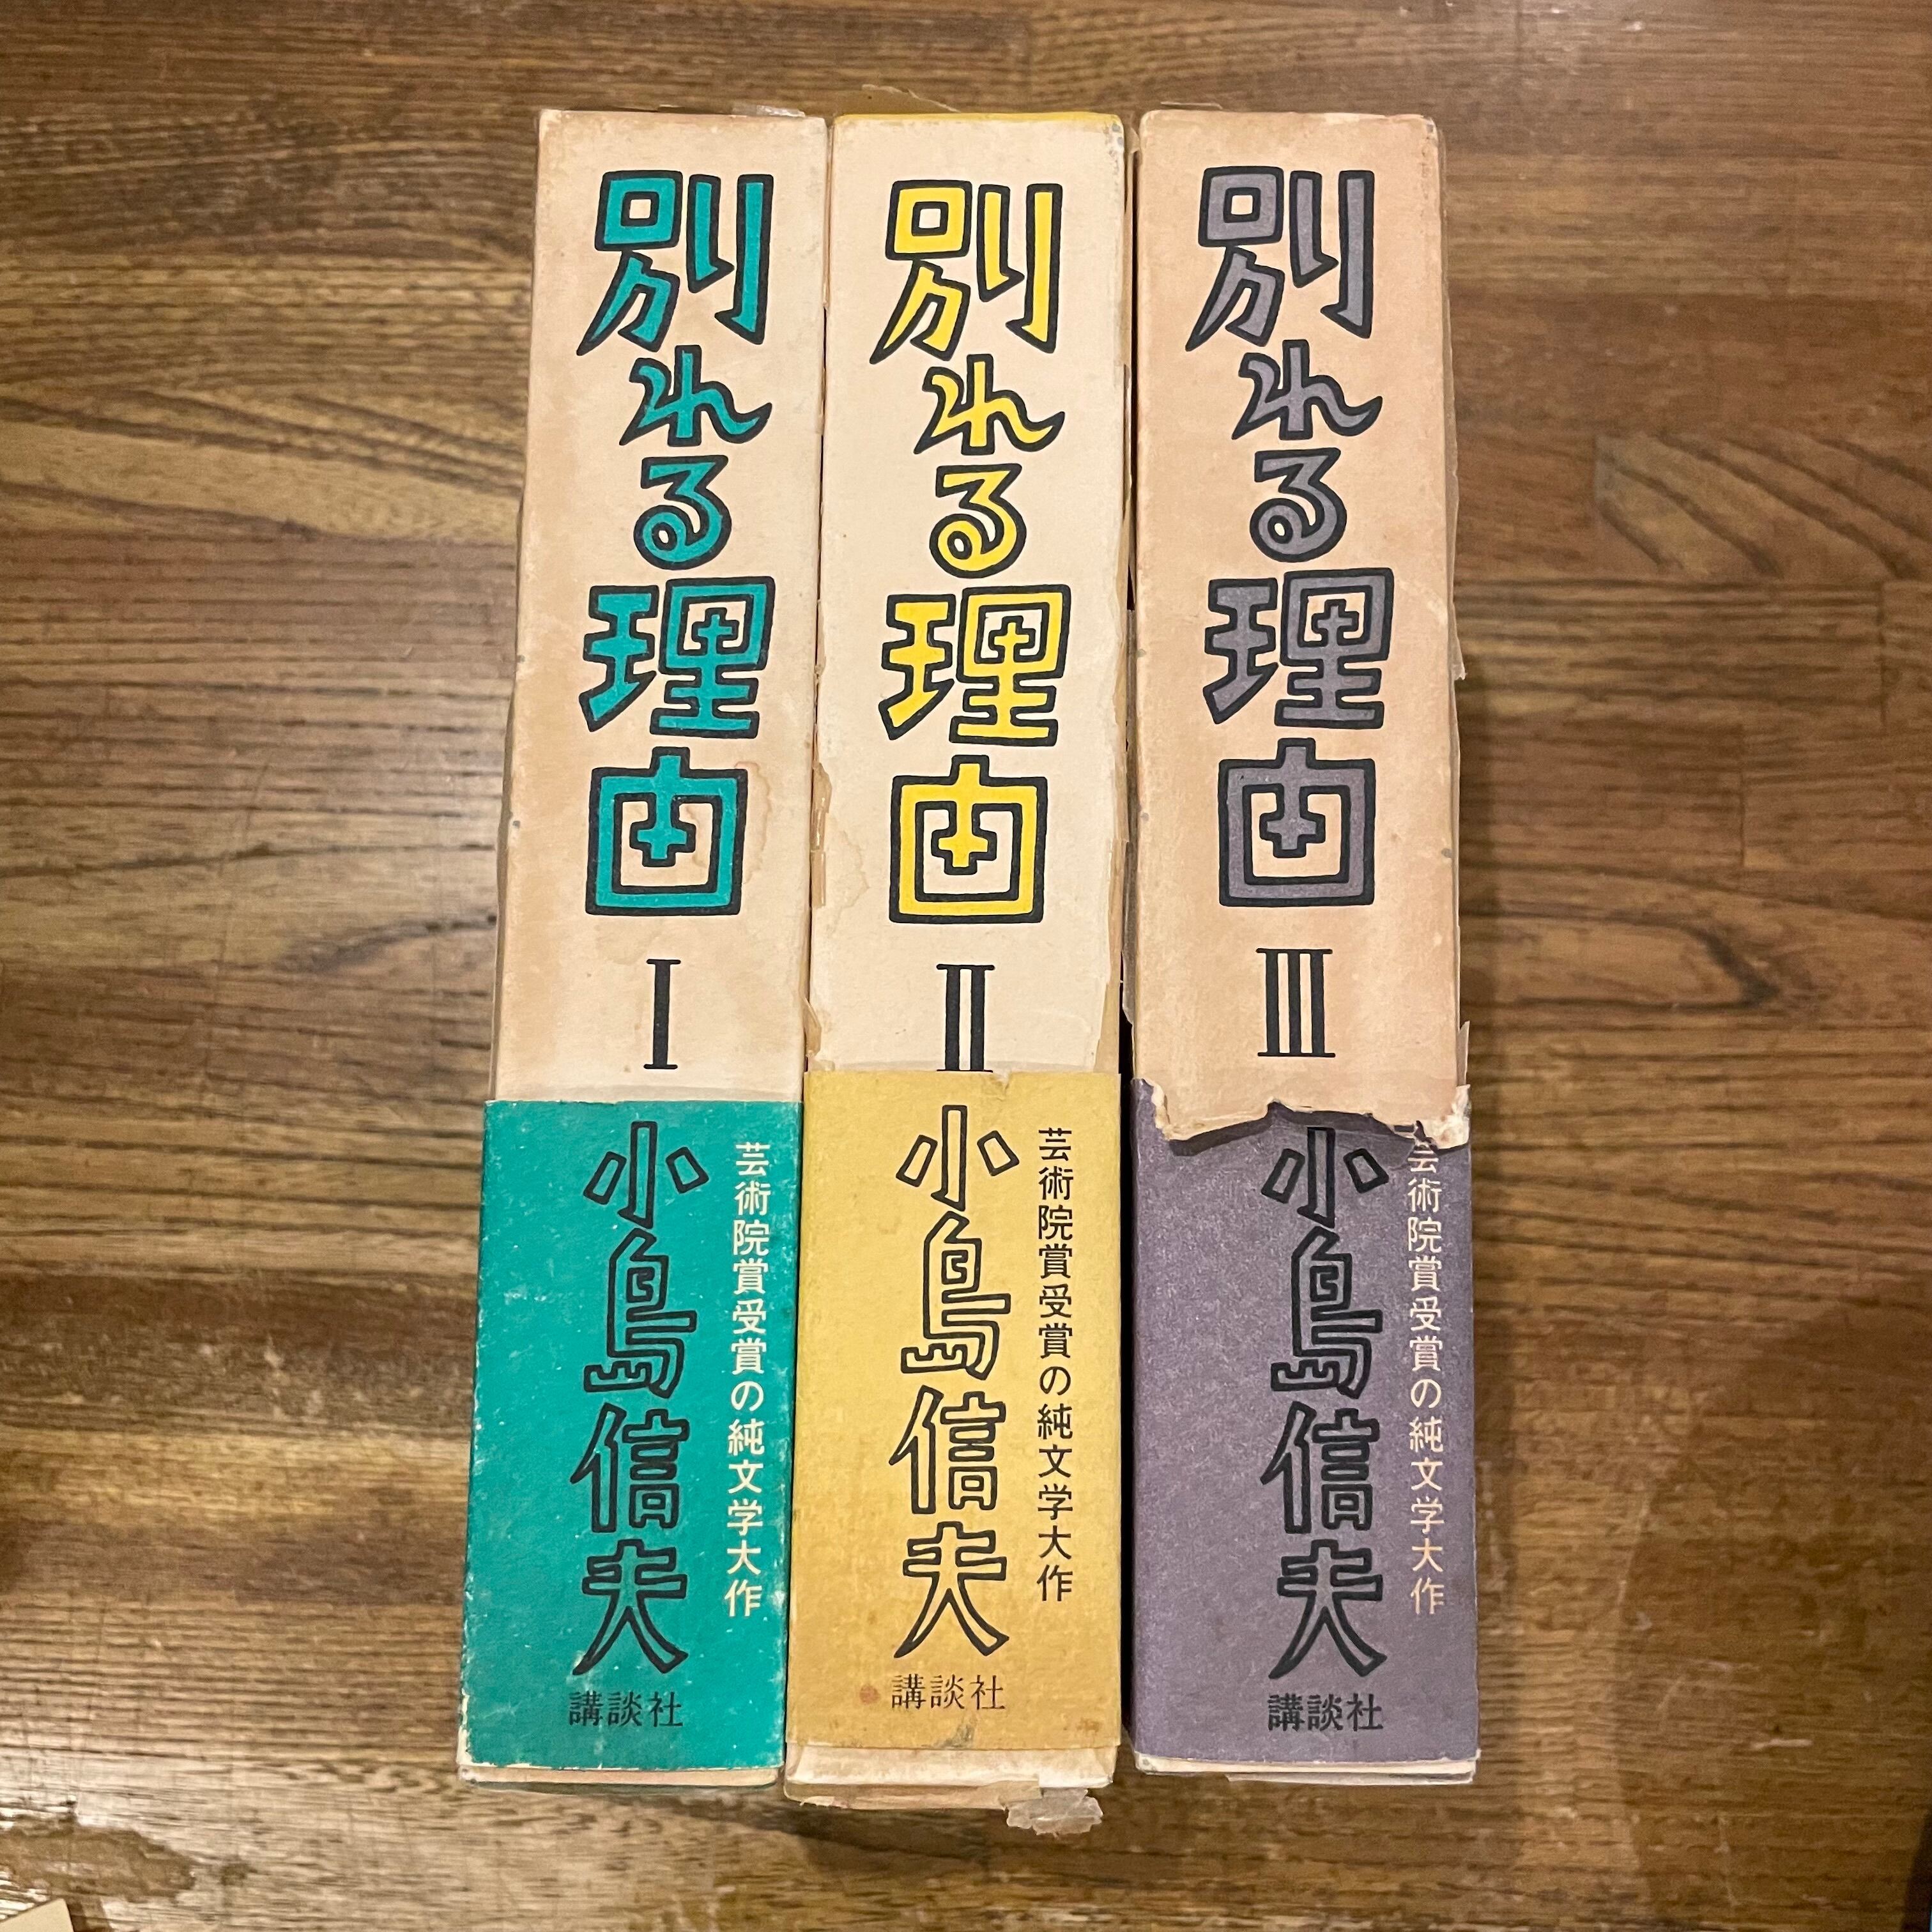 別れる理由 I
小島信夫
芸術院賞受賞の純文学大作
講談社
別れる理由 II
小島信夫
芸術院賞受賞の純文学大作
講談社
別れる理由 III
小島信夫
芸術院賞受賞の純文学大作
講談社